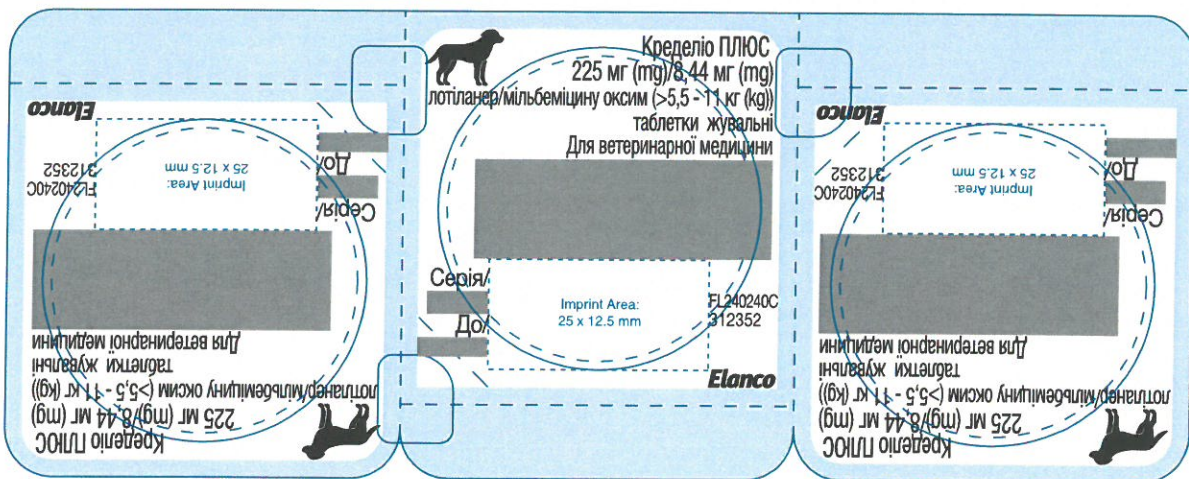 Elanco
До/
Серія/
Imprint Area:
25 x 12.5 mm
FL240240C
312352
Для ветеринарної медицини
таблетки жувальні
лотіланер/мільбеміцину оксим (>5,5 - 11 кг (kg))
225 мг (mg)/8,44 мг (mg)
Кределіо ПЛЮС
Кределіо ПЛЮС
225 мг (mg)/8,44 мг (mg)
лотіланер/мільбеміцину оксим (>5,5 - 11 кг (kg))
таблетки жувальні
Для ветеринарної медицини
Серія/
До/
Imprint Area:
25 x 12.5 mm
FL240240C
312352
Elanco
Elanco
До/
Серія/
Imprint Area:
25 x 12.5 mm
FL240240C
312352
Для ветеринарної медицини
таблетки жувальні
лотіланер/мільбеміцину оксим (>5,5 - 11 кг (kg))
225 мг (mg)/8,44 мг (mg)
Кределіо ПЛЮС